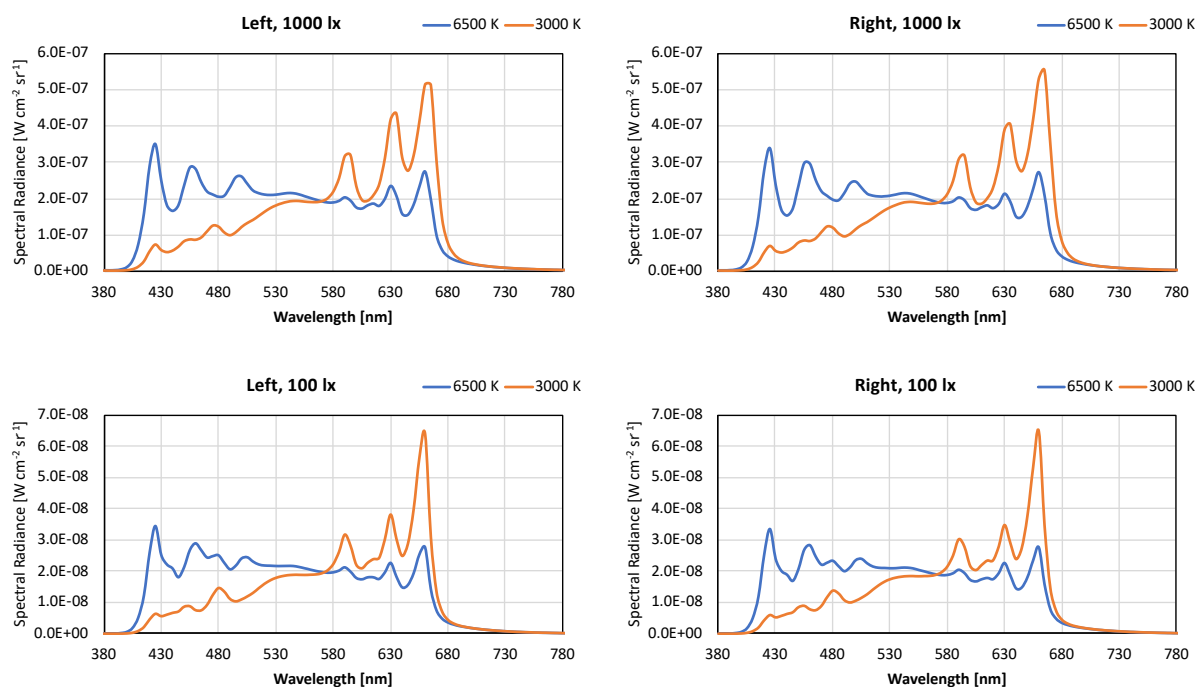 Left, 1000 lx
6500 K 3000 K
Spectral Radiance [W cm⁻² sr⁻¹]
6.0E-07
5.0E-07
4.0E-07
3.0E-07
2.0E-07
1.0E-07
0.0E+00
380 430 480 530 580 630 680 730 780
Wavelength [nm]
Right, 1000 lx
6500 K 3000 K
Spectral Radiance [W cm⁻² sr⁻¹]
6.0E-07
5.0E-07
4.0E-07
3.0E-07
2.0E-07
1.0E-07
0.0E+00
380 430 480 530 580 630 680 730 780
Wavelength [nm]
Left, 100 lx
6500 K 3000 K
Spectral Radiance [W cm⁻² sr⁻¹]
7.0E-08
6.0E-08
5.0E-08
4.0E-08
3.0E-08
2.0E-08
1.0E-08
0.0E+00
380 430 480 530 580 630 680 730 780
Wavelength [nm]
Right, 100 lx
6500 K 3000 K
Spectral Radiance [W cm⁻² sr⁻¹]
7.0E-08
6.0E-08
5.0E-08
4.0E-08
3.0E-08
2.0E-08
1.0E-08
0.0E+00
380 430 480 530 580 630 680 730 780
Wavelength [nm]